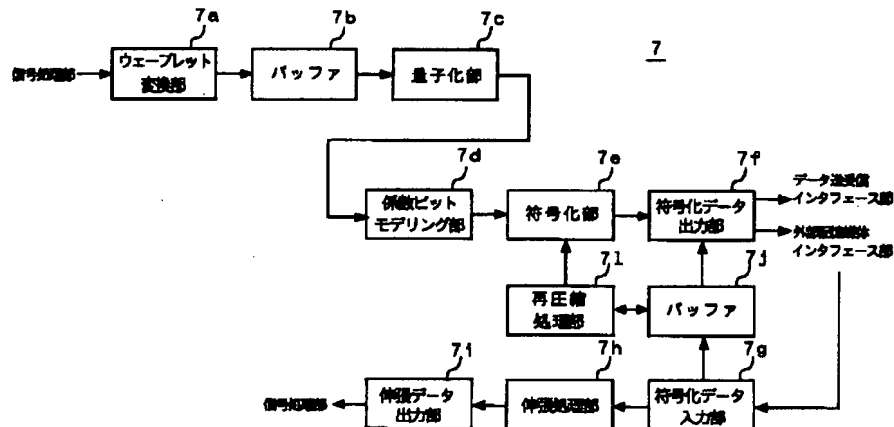 7a
7b
7c
7
信号処理部
ウェーブレット
変換部
バッファ
量子化部
7d
7e
7f
係数ビット
モデリング部
符号化部
符号化データ
出力部
データ送受信
インタフェース部
外部記憶媒体
インタフェース部
7l
7j
再圧縮
処理部
バッファ
7i
7h
7g
信号処理部
伸張データ
出力部
伸張処理部
符号化データ
入力部